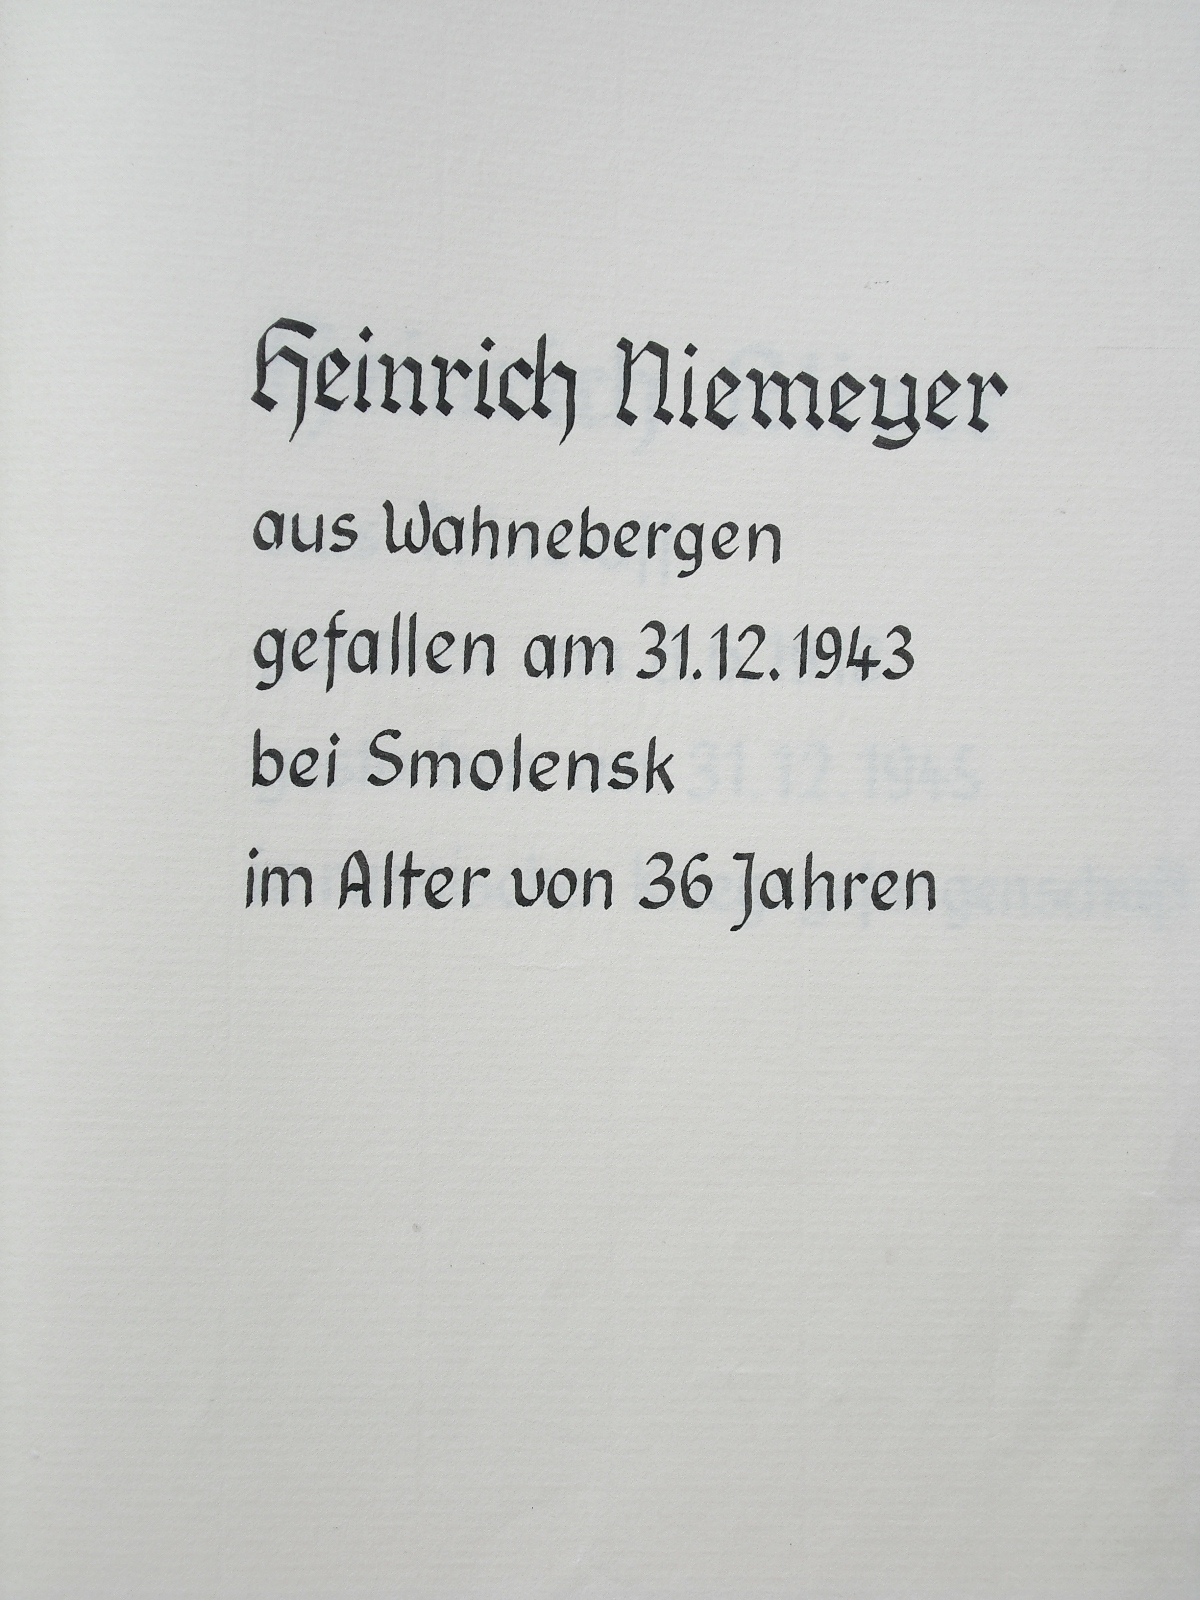 Heinrich Niemeyer
aus Wahnebergen
gefallen am 31.12.1943
bei Smolensk
im Alter von 36 Jahren